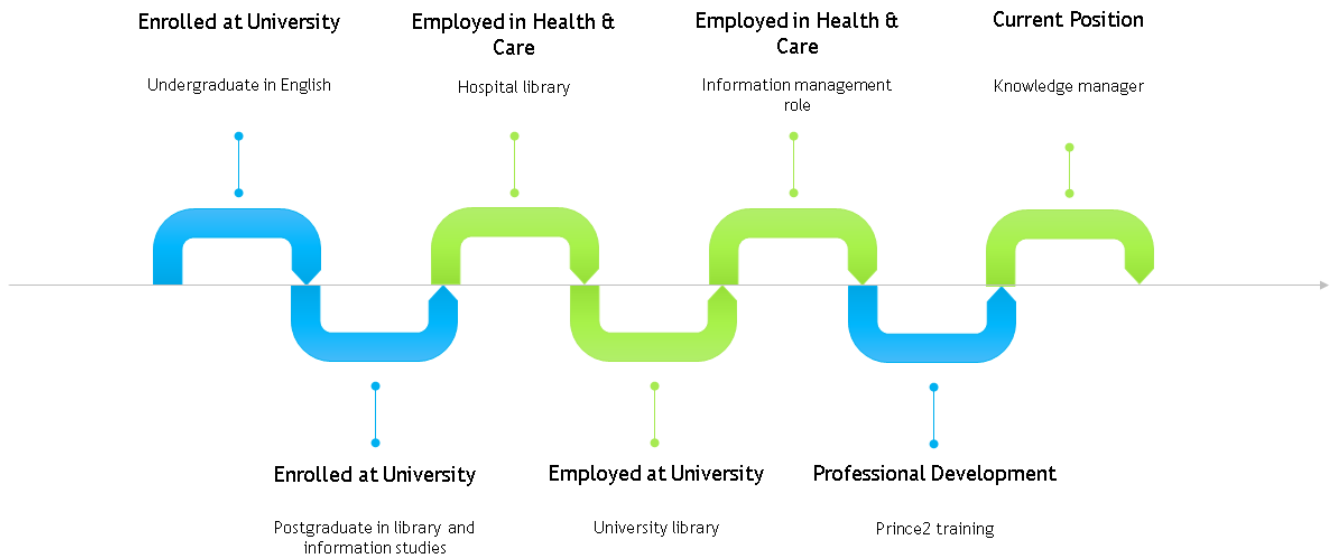 Enrolled at University
Undergraduate in English
Employed in Health &
Care
Hospital library
Employed in Health &
Care
Information management
role
Current Position
Knowledge manager
Enrolled at University
Postgraduate in library and
information studies
Employed at University
University library
Professional Development
Prince2 training